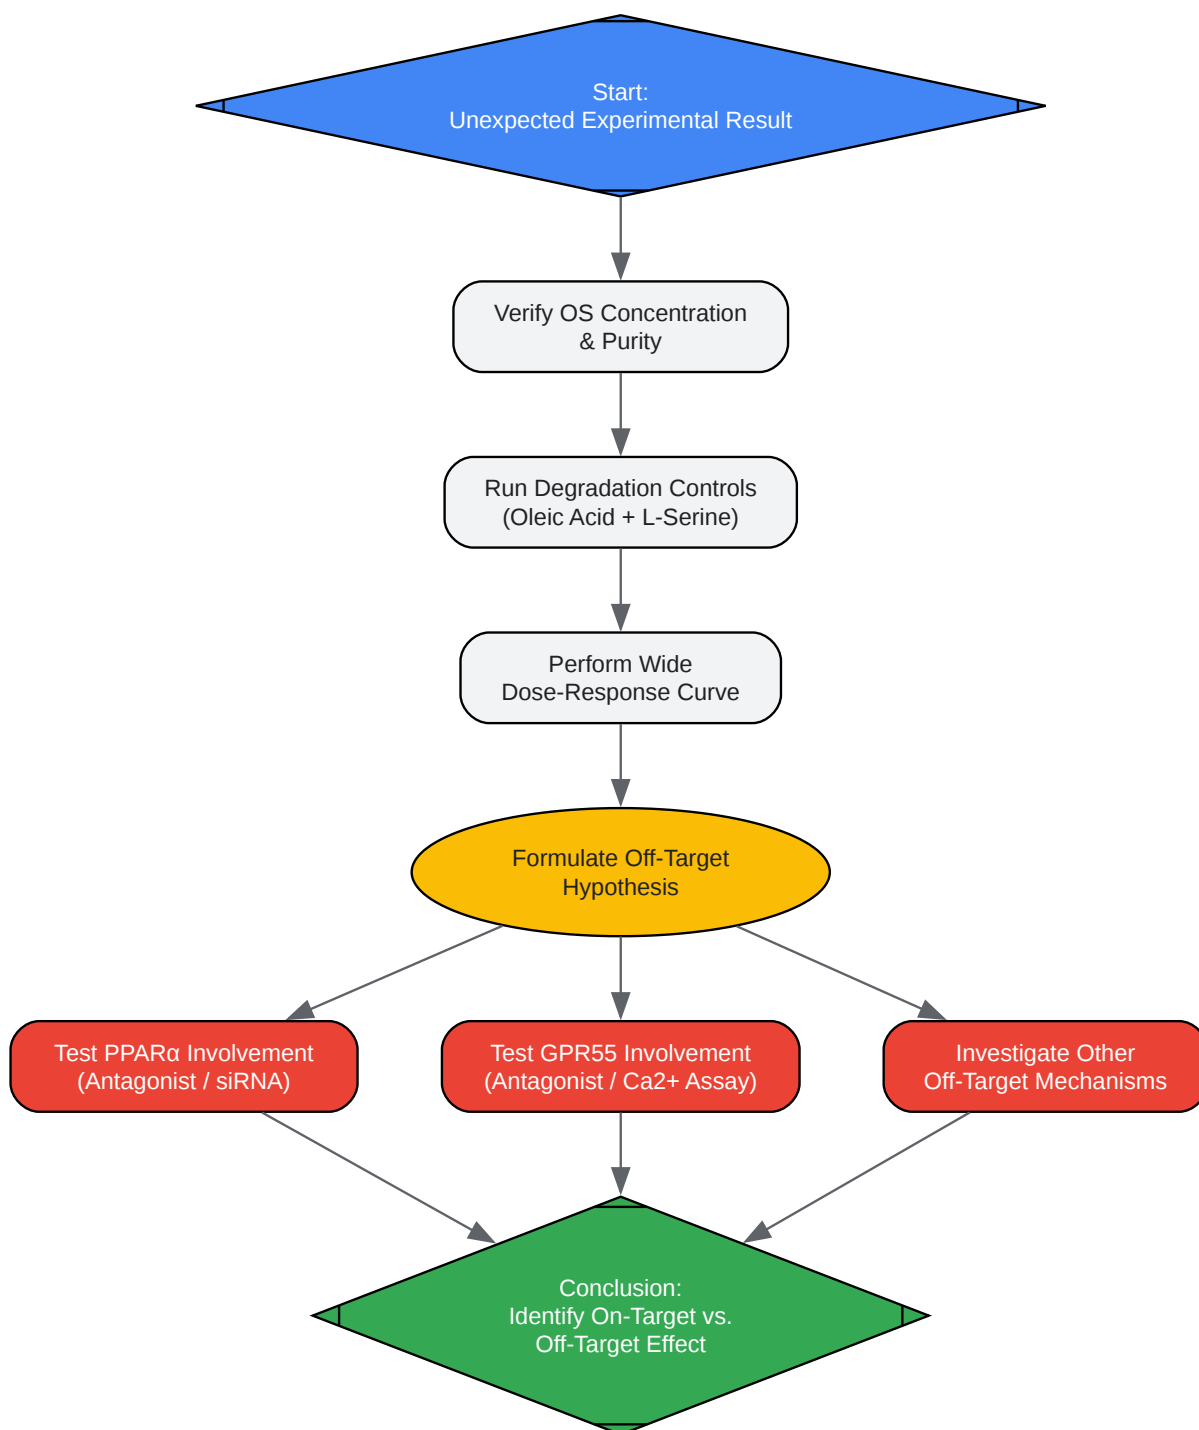 Start:
Unexpected Experimental Result
Verify OS Concentration
& Purity
Run Degradation Controls
(Oleic Acid + L-Serine)
Perform Wide
Dose-Response Curve
Formulate Off-Target
Hypothesis
Test PPARα Involvement
(Antagonist / siRNA)
Test GPR55 Involvement
(Antagonist / Ca2+ Assay)
Investigate Other
Off-Target Mechanisms
Conclusion:
Identify On-Target vs.
Off-Target Effect